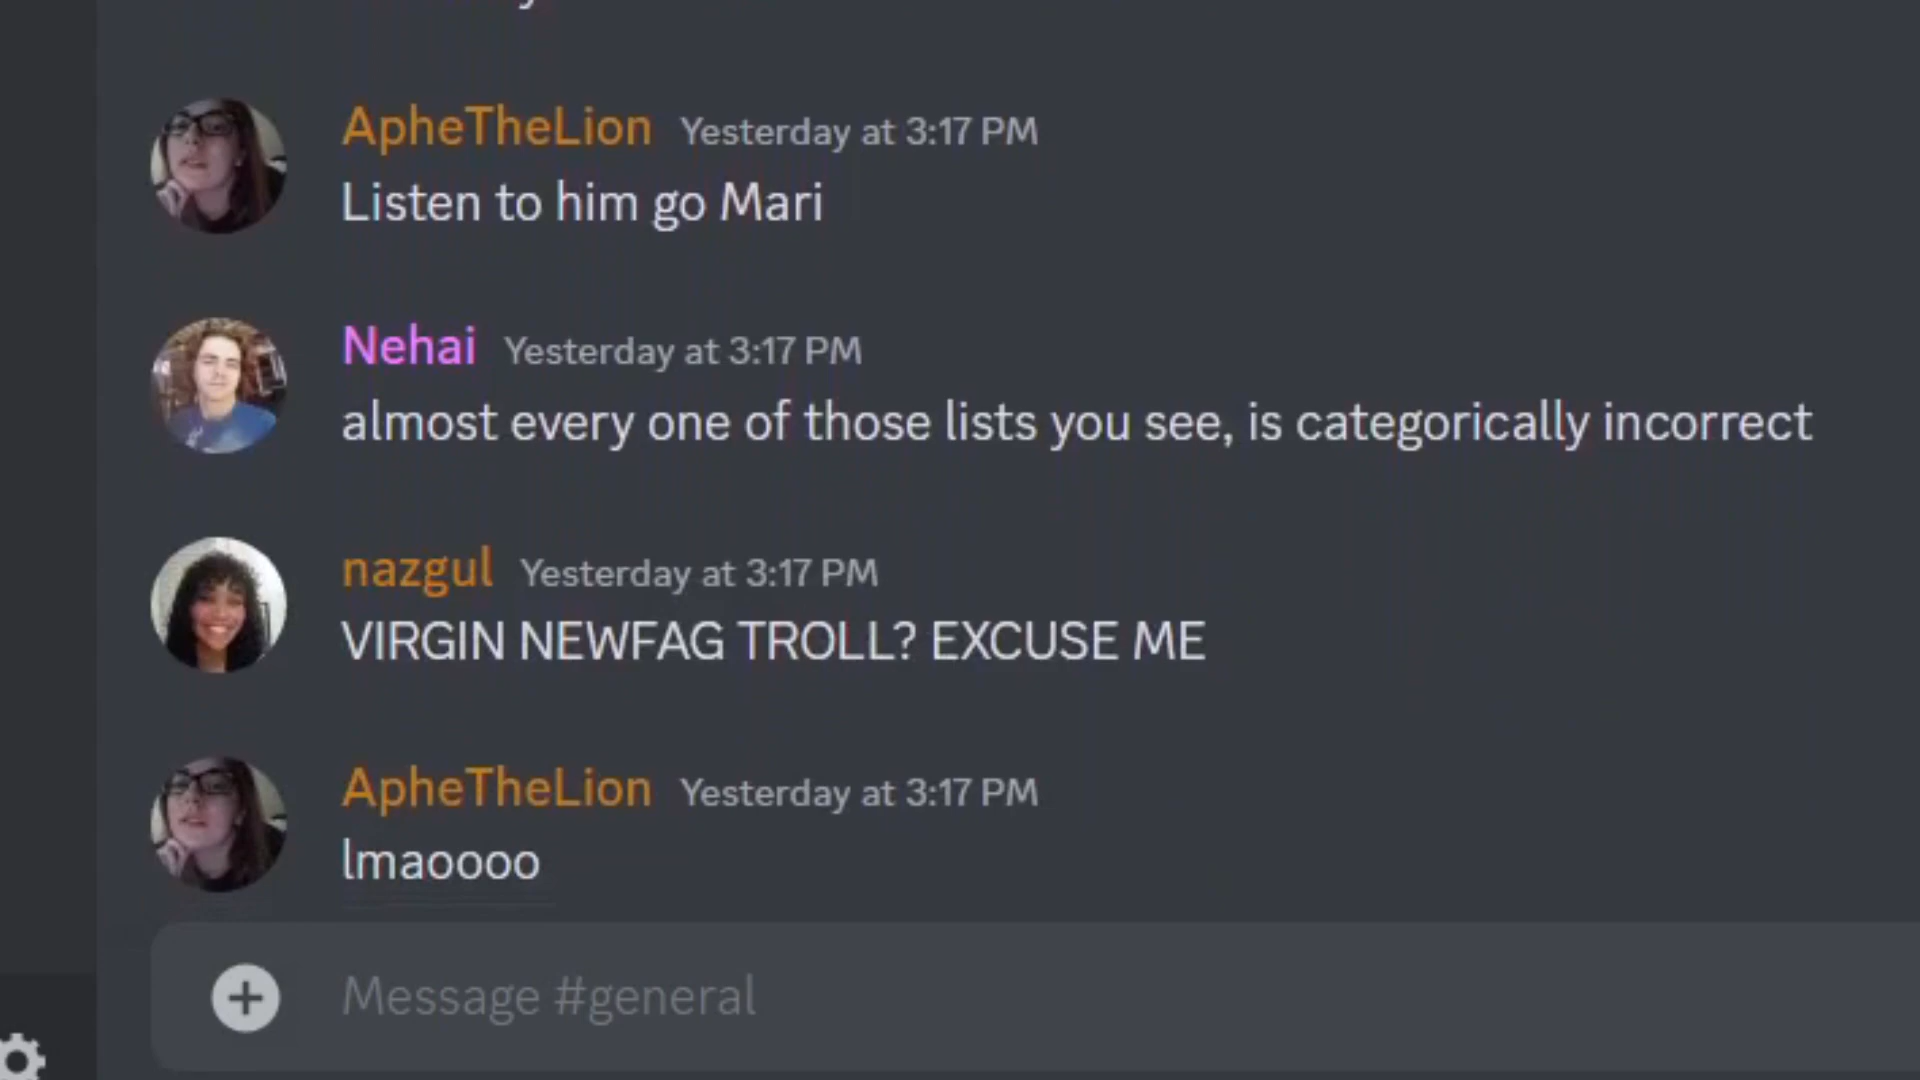 ApheTheLion Yesterday at 3:17 PM
Listen to him go Mari
Nehai Yesterday at 3:17 PM
almost every one of those lists you see, is categorically incorrect
nazgul Yesterday at 3:17 PM
VIRGIN NEWFAG TROLL? EXCUSE ME
ApheTheLion Yesterday at 3:17 PM
lmaoooo
Message #general